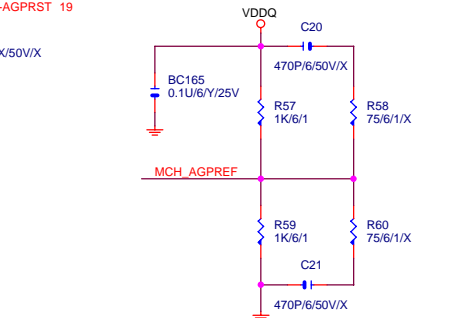 -AGPRST 19
VDDQ
C20
X/50V/X
470P/6/50V/X
BC165
0.1U/6/Y/25V
R57
1K/6/1
R58
75/6/1/X
MCH_AGPREF
R59
1K/6/1
R60
75/6/1/X
C21
470P/6/50V/X